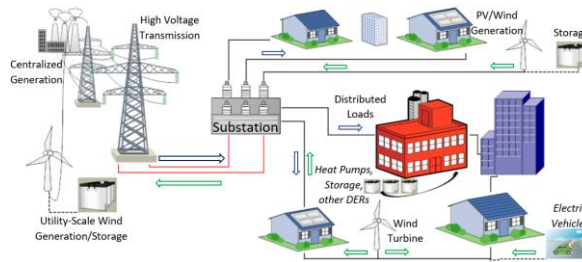 High Voltage
Transmission
Centralized
Generation
PV/Wind
Generation
Storag
Substation
Distributed
Loads
Heat Pumps,
Storage,
other DERs
Utility-Scale Wind
Generation/Storage
Wind
Turbine
Electri
Vehicle